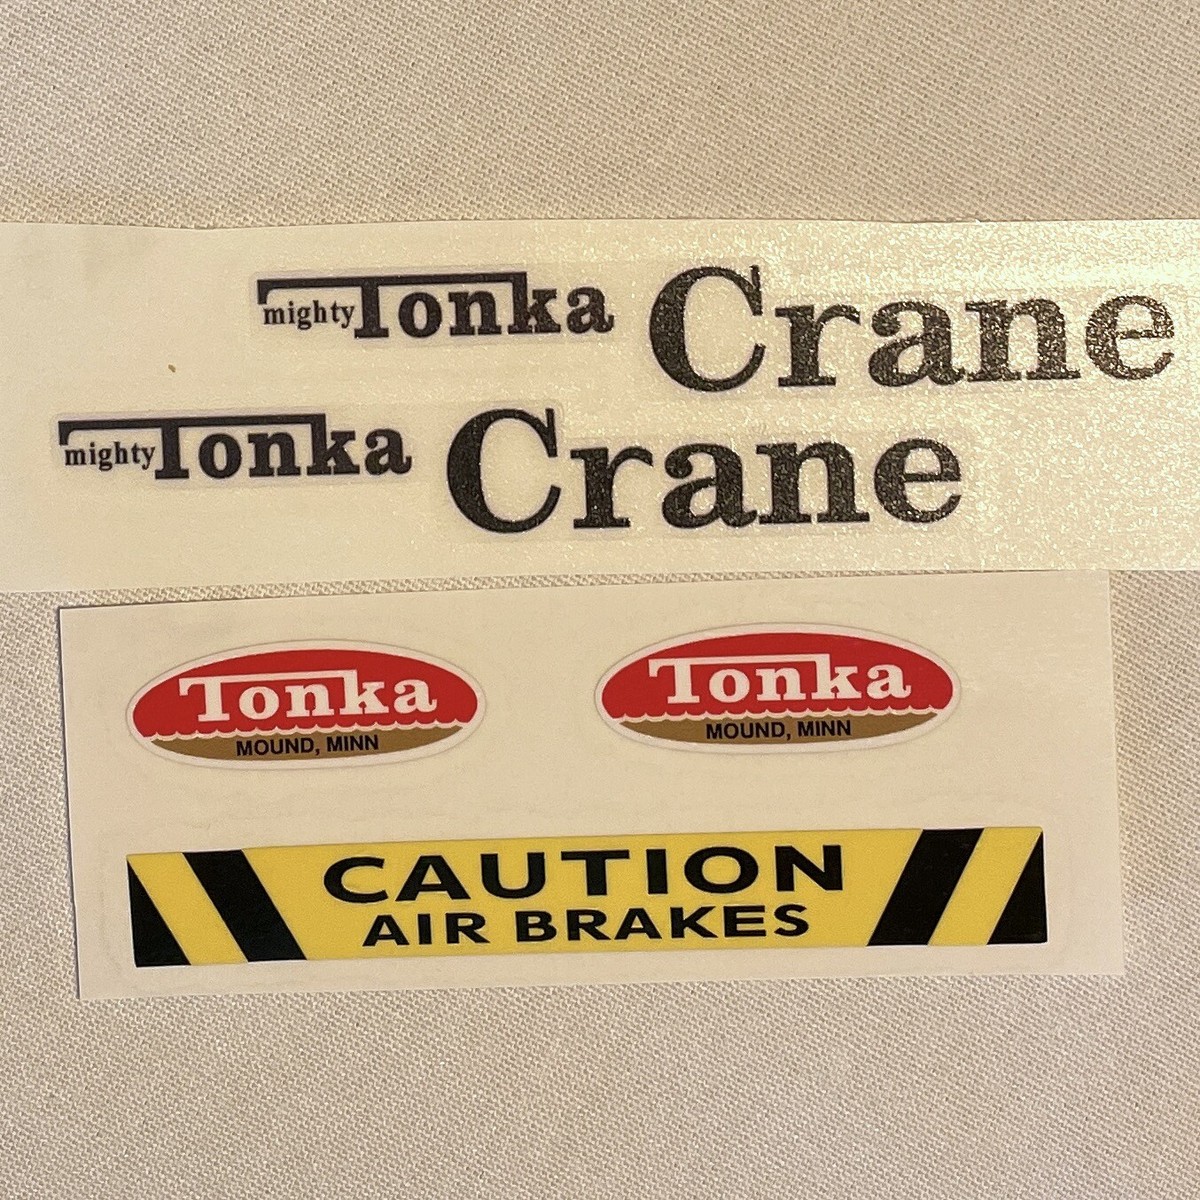 mighty Tonka Crane
mighty Tonka Crane
Tonka
MOUND, MINN
Tonka
MOUND, MINN
CAUTION
AIR BRAKES